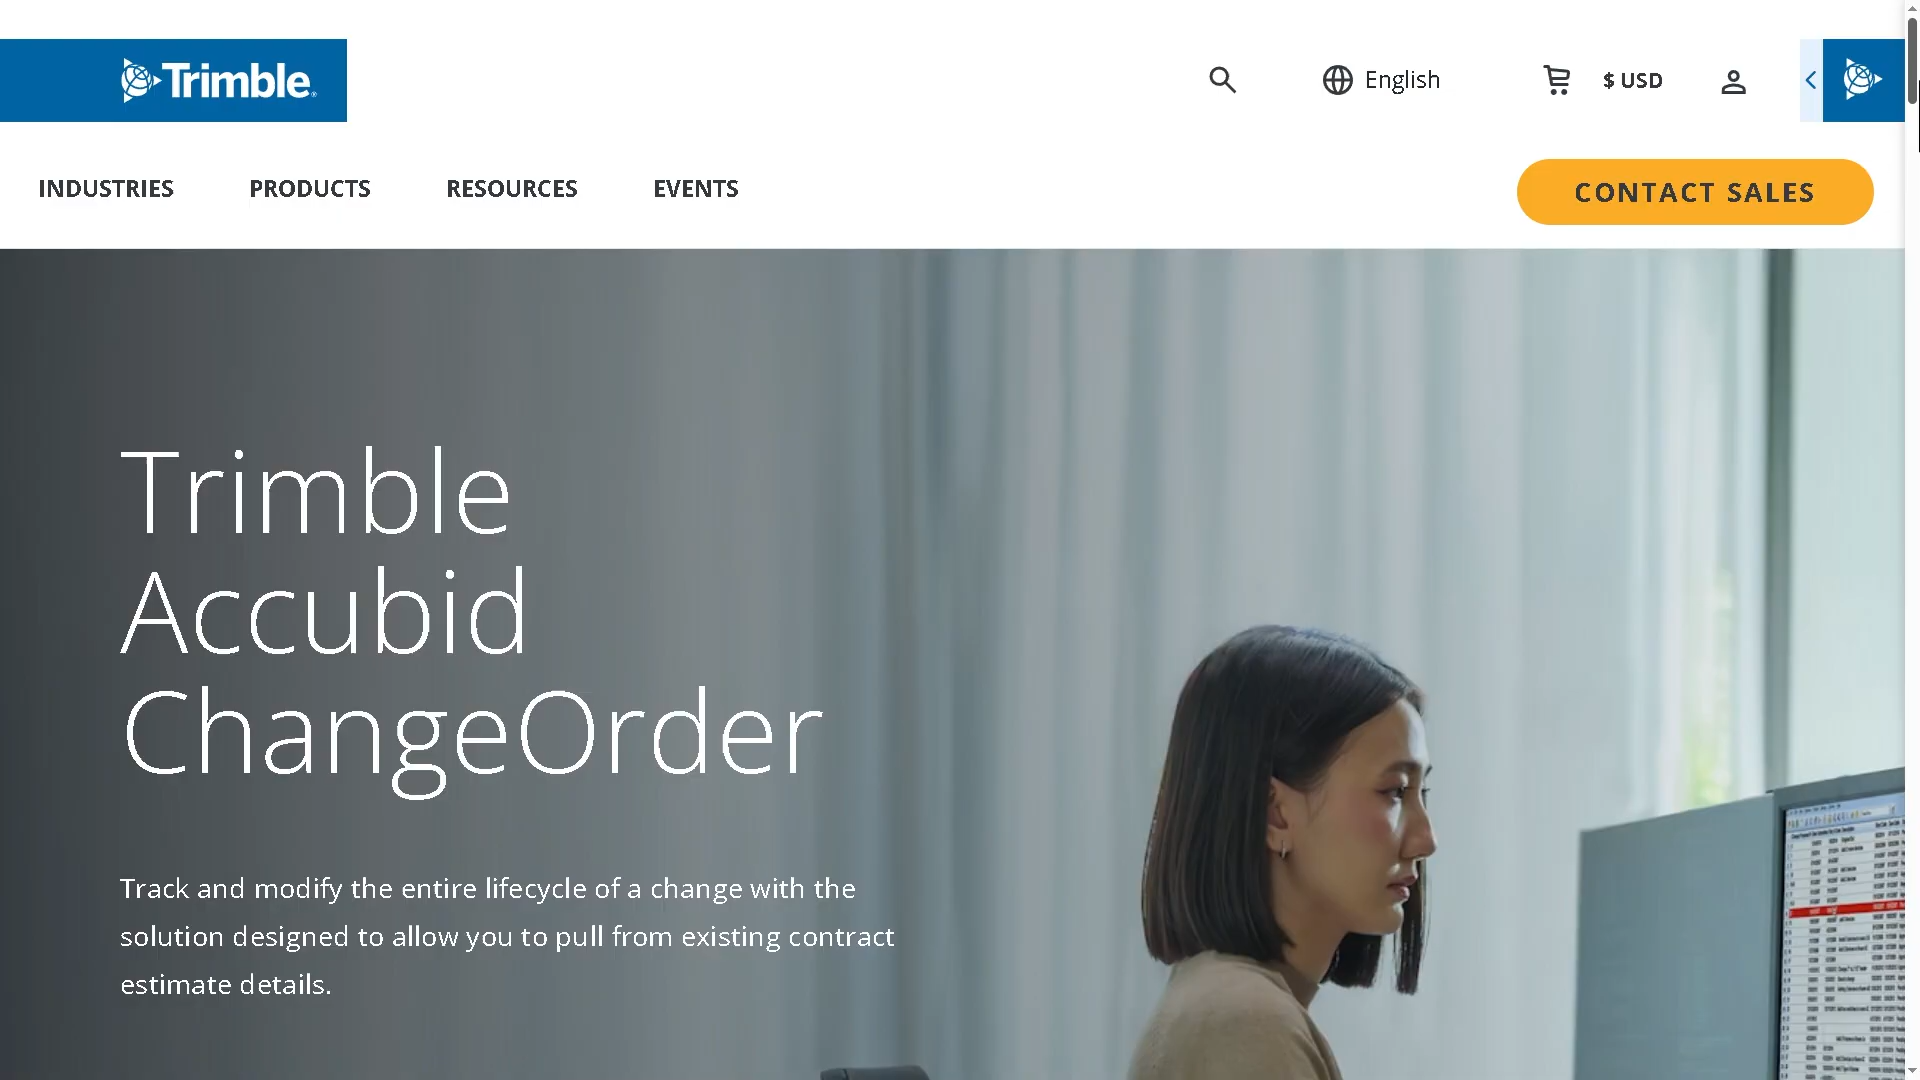 Trimble
English
$ USD
INDUSTRIES
PRODUCTS
RESOURCES
EVENTS
CONTACT SALES
Trimble
Accubid
ChangeOrder
Track and modify the entire lifecycle of a change with the
solution designed to allow you to pull from existing contract
estimate details.